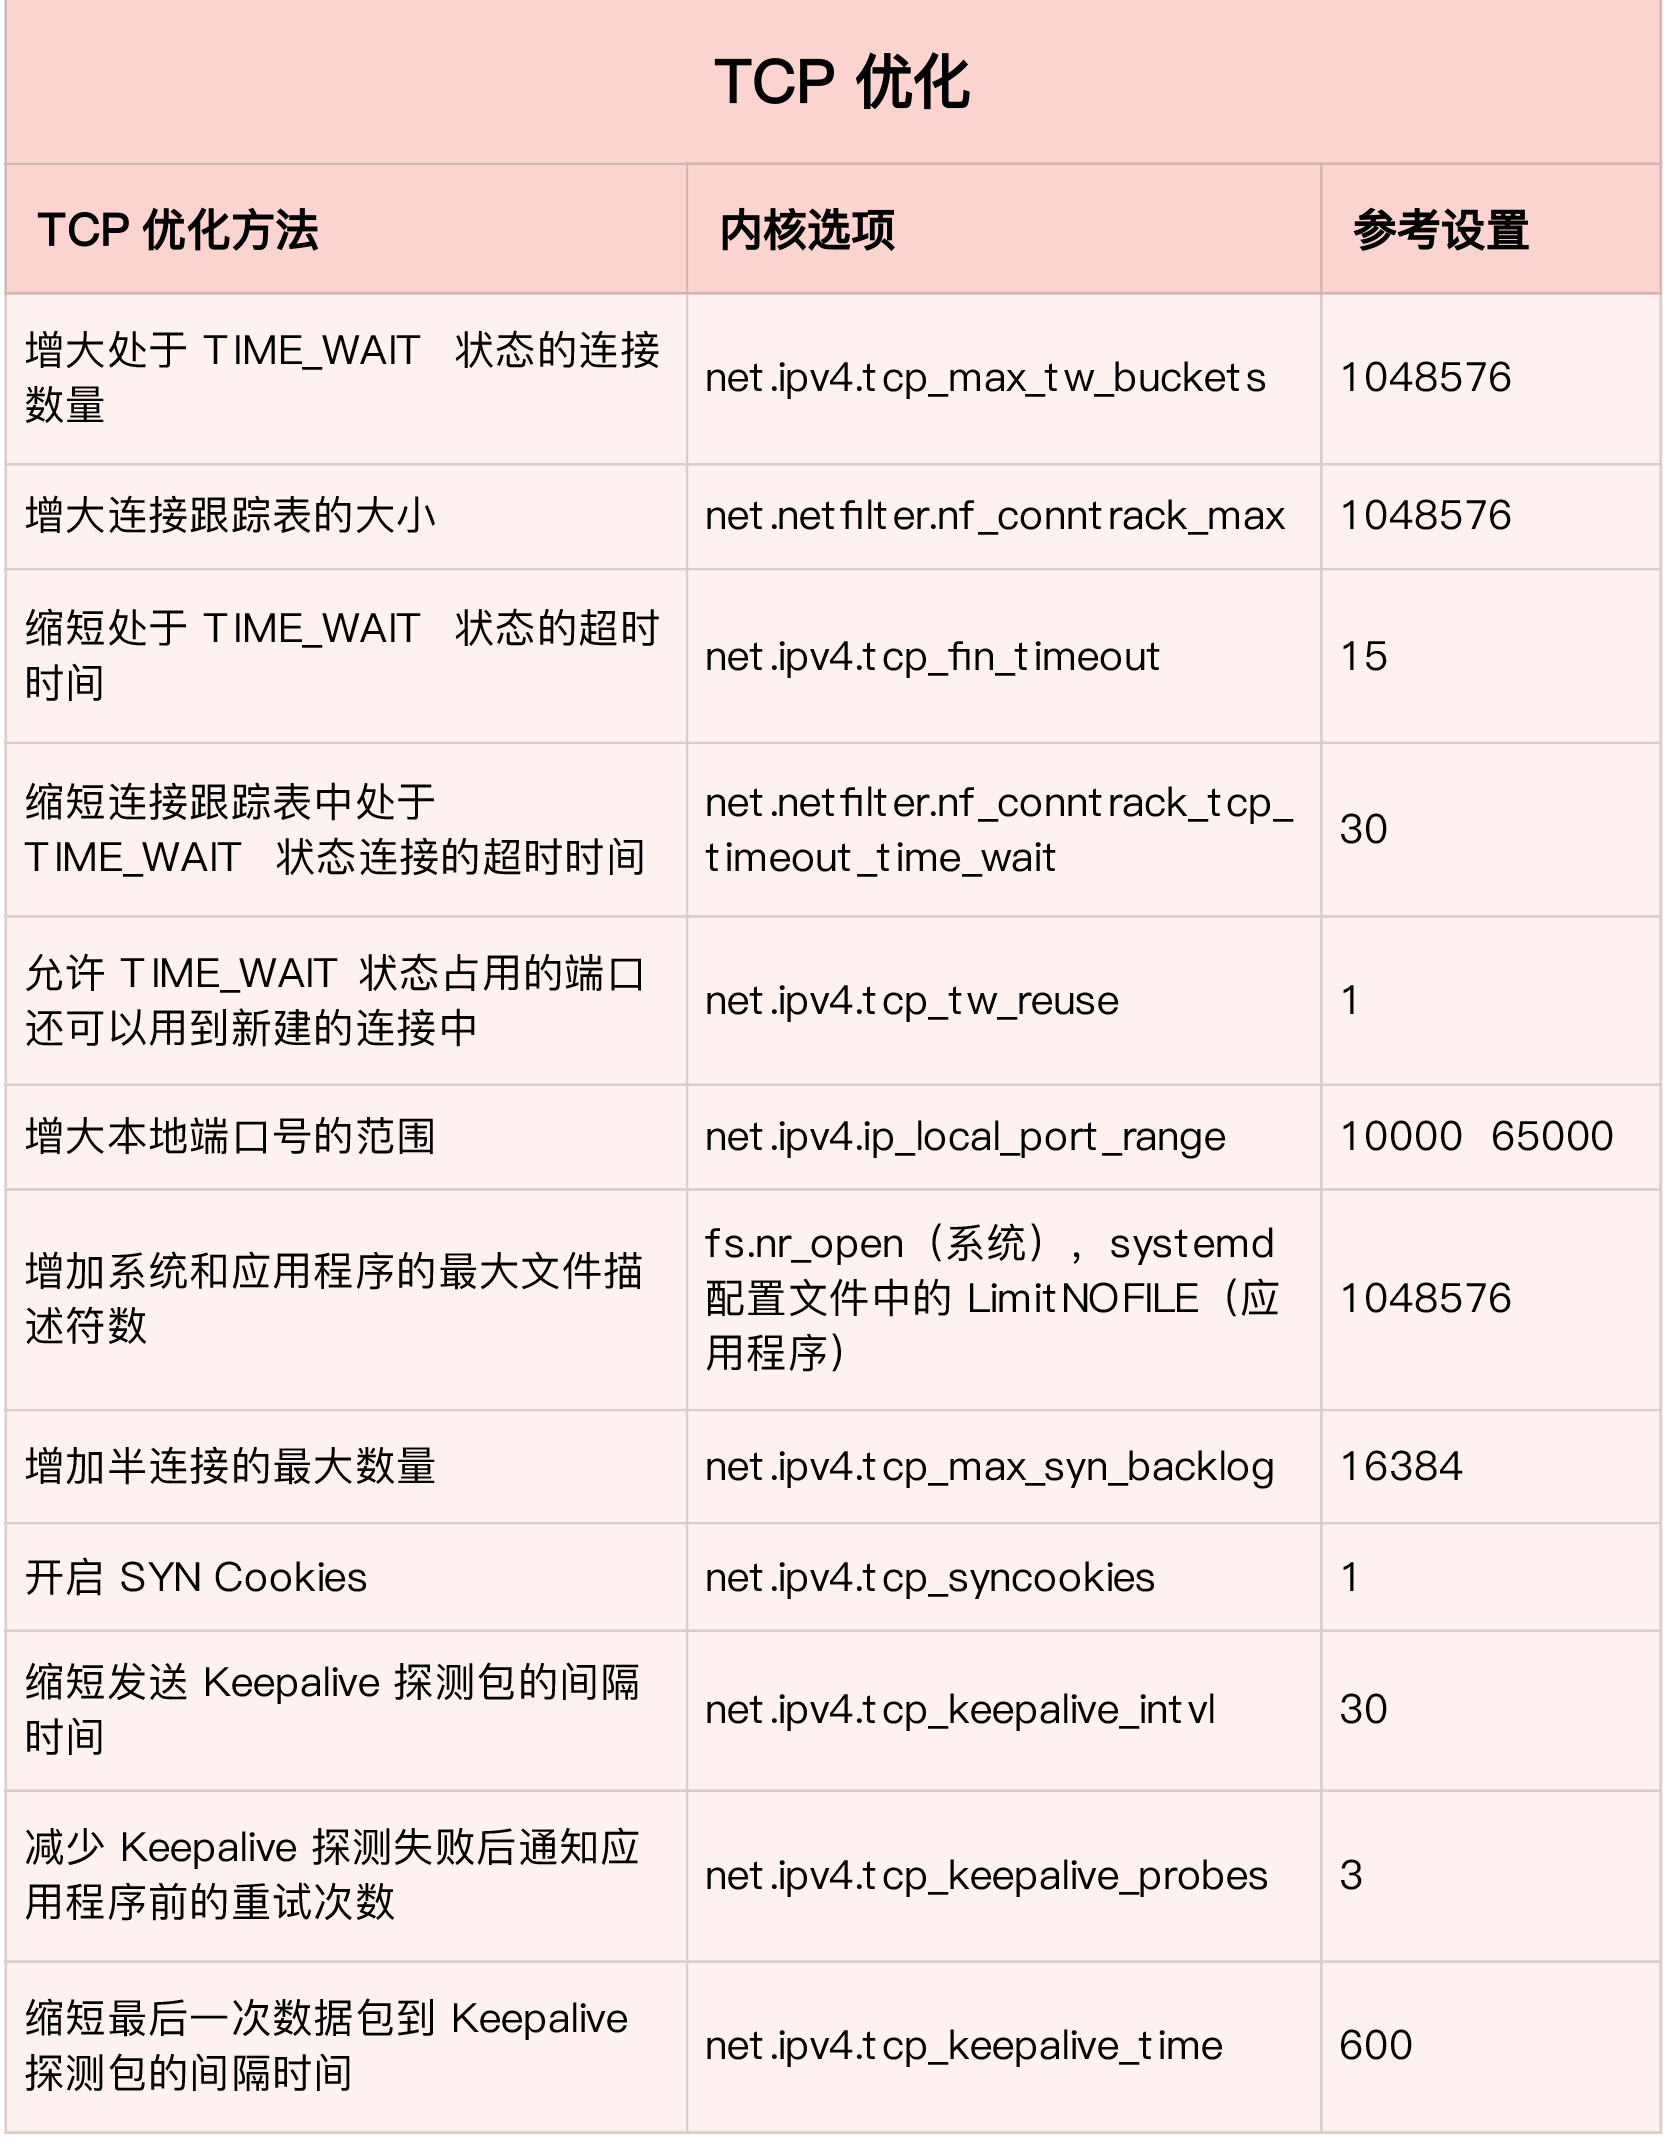 TCP 优化
TCP 优化方法
内核选项
参考设置
增大处于 TIME_WAIT 状态的连接
数量
net.ipv4.tcp_max_tw_buckets
1048576
增大连接跟踪表的大小
net.netfilter.nf_conntrack_max
1048576
缩短处于 TIME_WAIT 状态的超时
时间
net.ipv4.tcp_fin_timeout
15
缩短连接跟踪表中处于
TIME_WAIT 状态连接的超时时间
net.netfilter.nf_conntrack_tcp_
timeout_time_wait
30
允许 TIME_WAIT 状态占用的端口
还可以用到新建的连接中
net.ipv4.tcp_tw_reuse
1
增大本地端口号的范围
net.ipv4.ip_local_port_range
10000 65000
增加系统和应用程序的最大文件描
述符数
fs.nr_open（系统），systemd
配置文件中的 LimitNOFILE（应
用程序）
1048576
增加半连接的最大数量
net.ipv4.tcp_max_syn_backlog
16384
开启 SYN Cookies
net.ipv4.tcp_syncookies
1
缩短发送 Keepalive 探测包的间隔
时间
net.ipv4.tcp_keepalive_intvl
30
减少 Keepalive 探测失败后通知应
用程序前的重试次数
net.ipv4.tcp_keepalive_probes
3
缩短最后一次数据包到 Keepalive
探测包的间隔时间
net.ipv4.tcp_keepalive_time
600